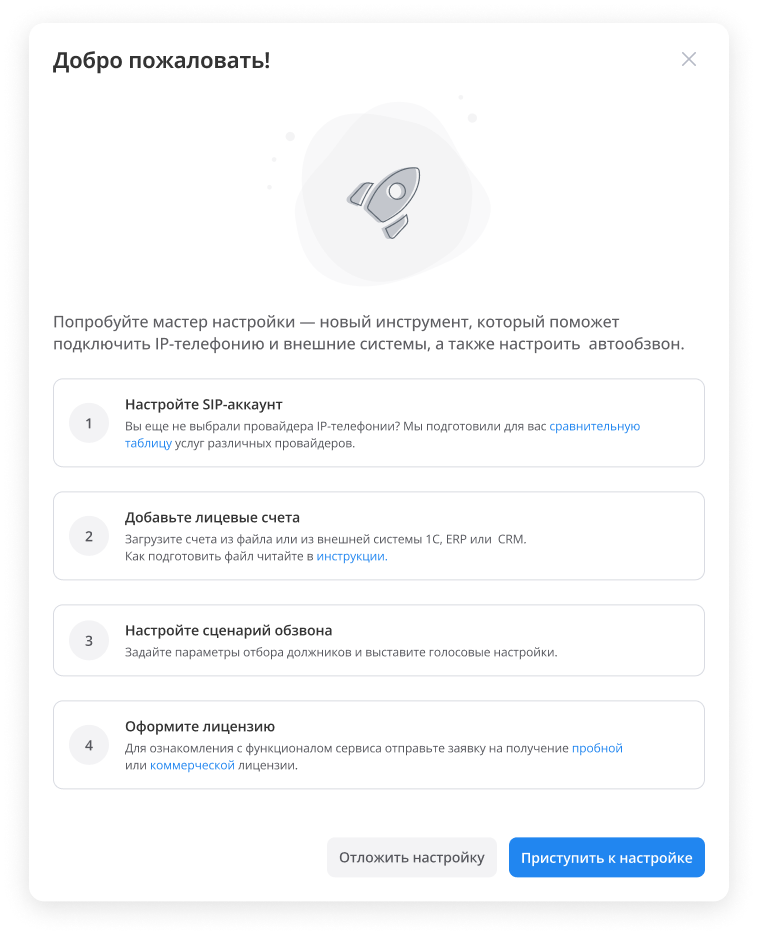 Добро пожаловать!
Попробуйте мастер настройки — новый инструмент, который поможет
подключить IP-телефонию и внешние системы, а также настроить автообзвон.
1
Настройте SIP-аккаунт
Вы еще не выбрали провайдера IP-телефонии? Мы подготовили для вас сравнительную
таблицу услуг различных провайдеров.
2
Добавьте лицевые счета
Загрузите счета из файла или из внешней системы 1С, ERP или CRM.
Как подготовить файл читайте в инструкции.
3
Настройте сценарий обзвона
Задайте параметры отбора должников и выставите голосовые настройки.
4
Оформите лицензию
Для ознакомления с функционалом сервиса отправьте заявку на получение пробной
или коммерческой лицензии.
Отложить настройку
Приступить к настройке